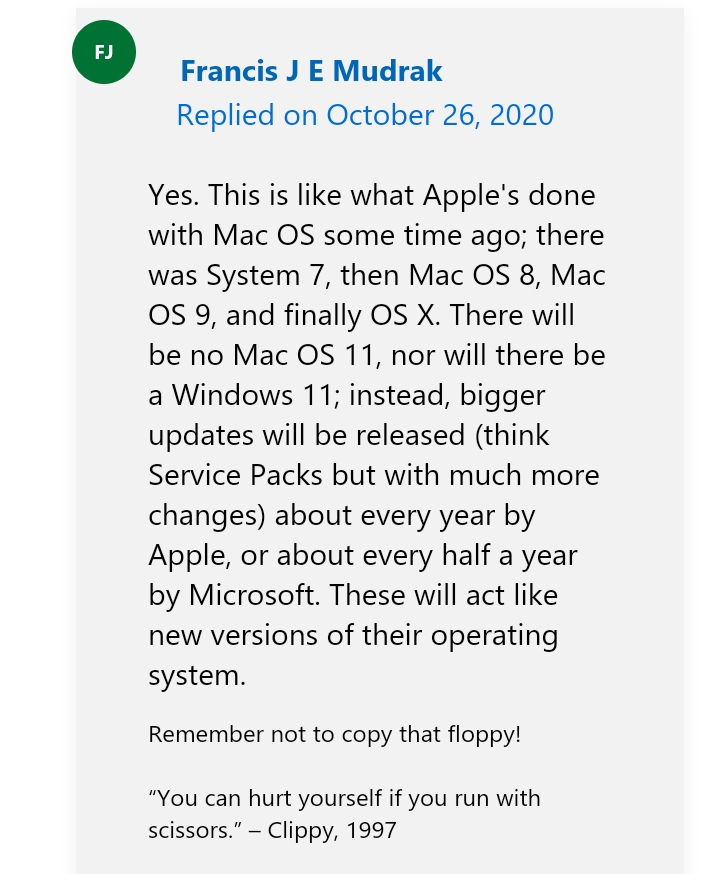 FJ
Francis J E Mudrak
Replied on October 26, 2020
Yes. This is like what Apple's done
with Mac OS some time ago; there
was System 7, then Mac OS 8, Mac
OS 9, and finally OS X. There will
be no Mac OS 11, nor will there be
a Windows 11; instead, bigger
updates will be released (think
Service Packs but with much more
changes) about every year by
Apple, or about every half a year
by Microsoft. These will act like
new versions of their operating
system.
Remember not to copy that floppy!
“You can hurt yourself if you run with
scissors.” – Clippy, 1997